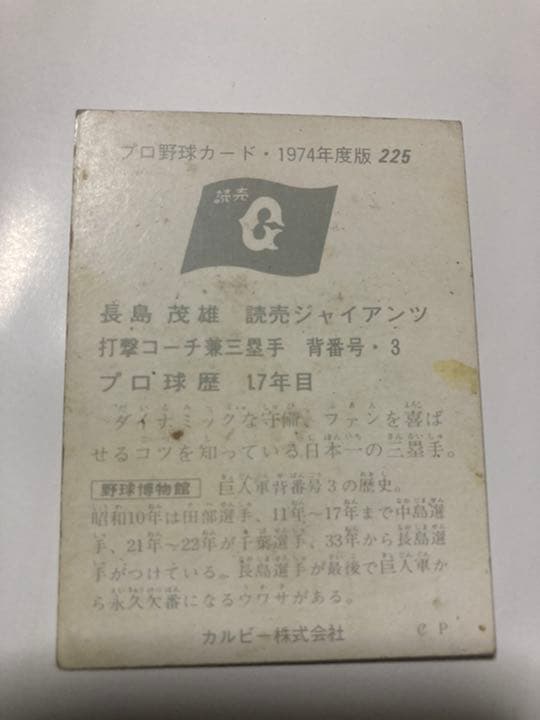 プロ野球カード・1974年度版 225
読売
G
長島 茂雄 読売ジャイアンツ
打撃コーチ兼三塁手 背番号・3
プロ球歴 17年目
ダイナミックな守備、ファンを喜ば
せるコツを知っている日本一の三塁手。
野球博物館 巨人軍背番号3の歴史。
昭和10年は田部選手、11年〜17年まで中島選
手、21年〜22年が千葉選手、33年から長島選
手がつけている。長島選手が最後で巨人軍か
ら永久欠番になるウワサがある。
カルビー株式会社 C P